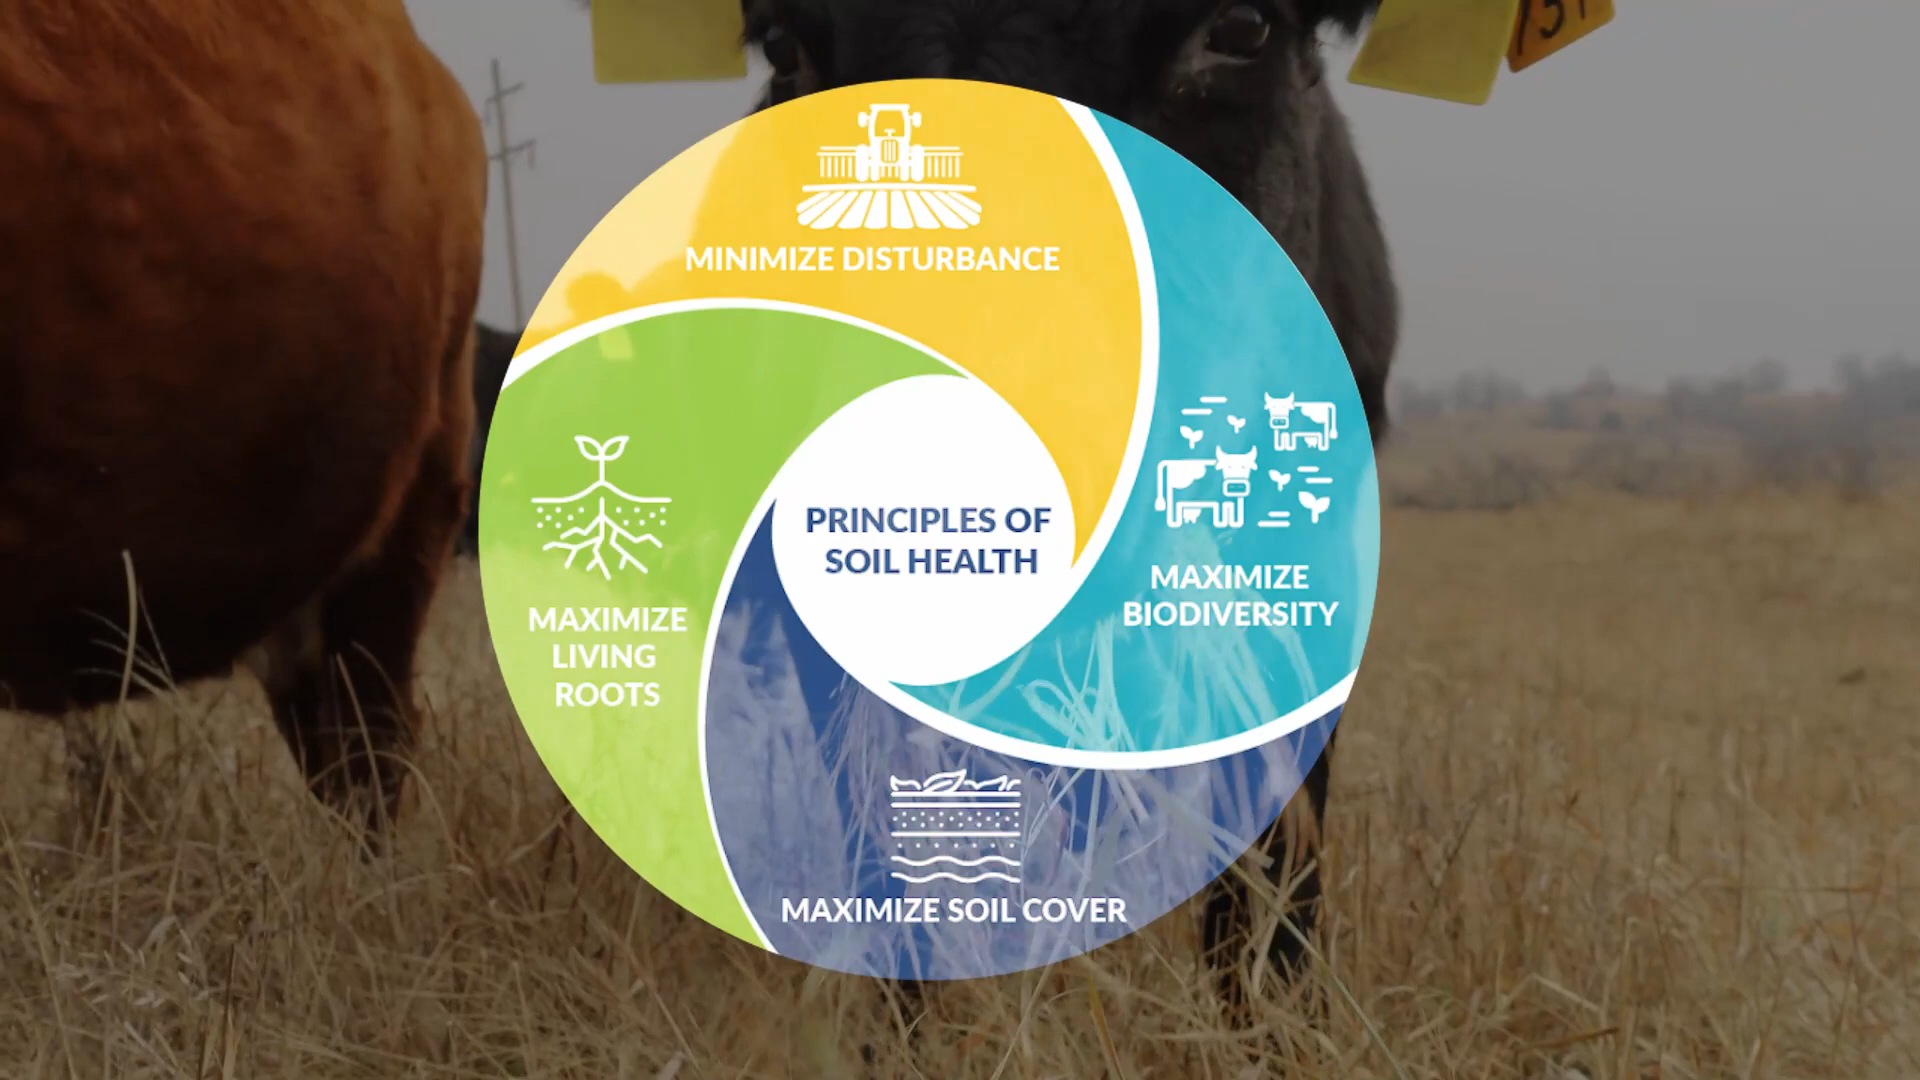 MINIMIZE DISTURBANCE
PRINCIPLES OF
SOIL HEALTH
MAXIMIZE
BIODIVERSITY
MAXIMIZE
LIVING
ROOTS
MAXIMIZE SOIL COVER